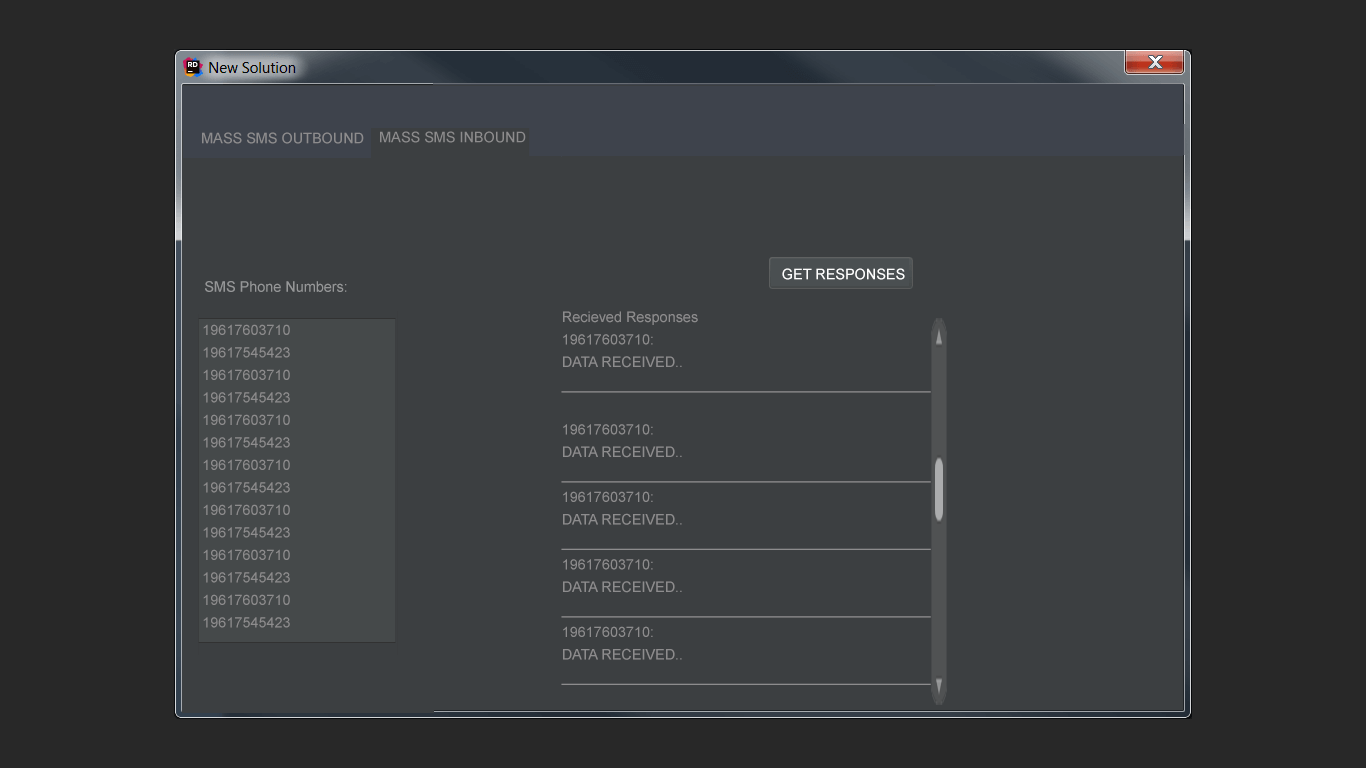 RD
New Solution
X
MASS SMS OUTBOUND
MASS SMS INBOUND
GET RESPONSES
SMS Phone Numbers:
19617603710
19617545423
19617603710
19617545423
19617603710
19617545423
19617603710
19617545423
19617603710
19617545423
19617603710
19617545423
19617603710
19617545423
Recieved Responses
19617603710:
DATA RECEIVED..
19617603710:
DATA RECEIVED..
19617603710:
DATA RECEIVED..
19617603710:
DATA RECEIVED..
19617603710:
DATA RECEIVED..